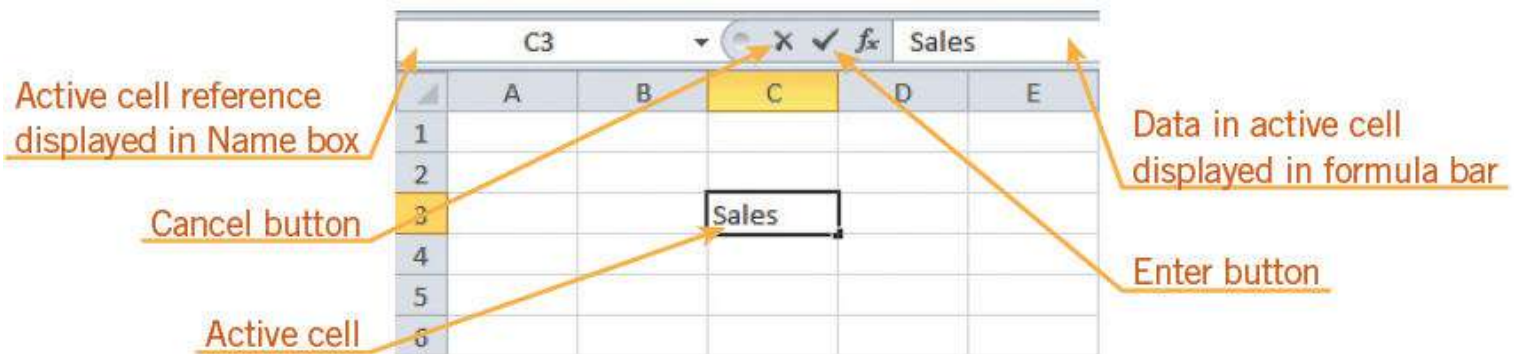 C3 fx Sales
Active cell reference
displayed in Name box
A B C D E
1
2
3 Sales
4
5
6
Cancel button
Active cell
Data in active cell
displayed in formula bar
Enter button